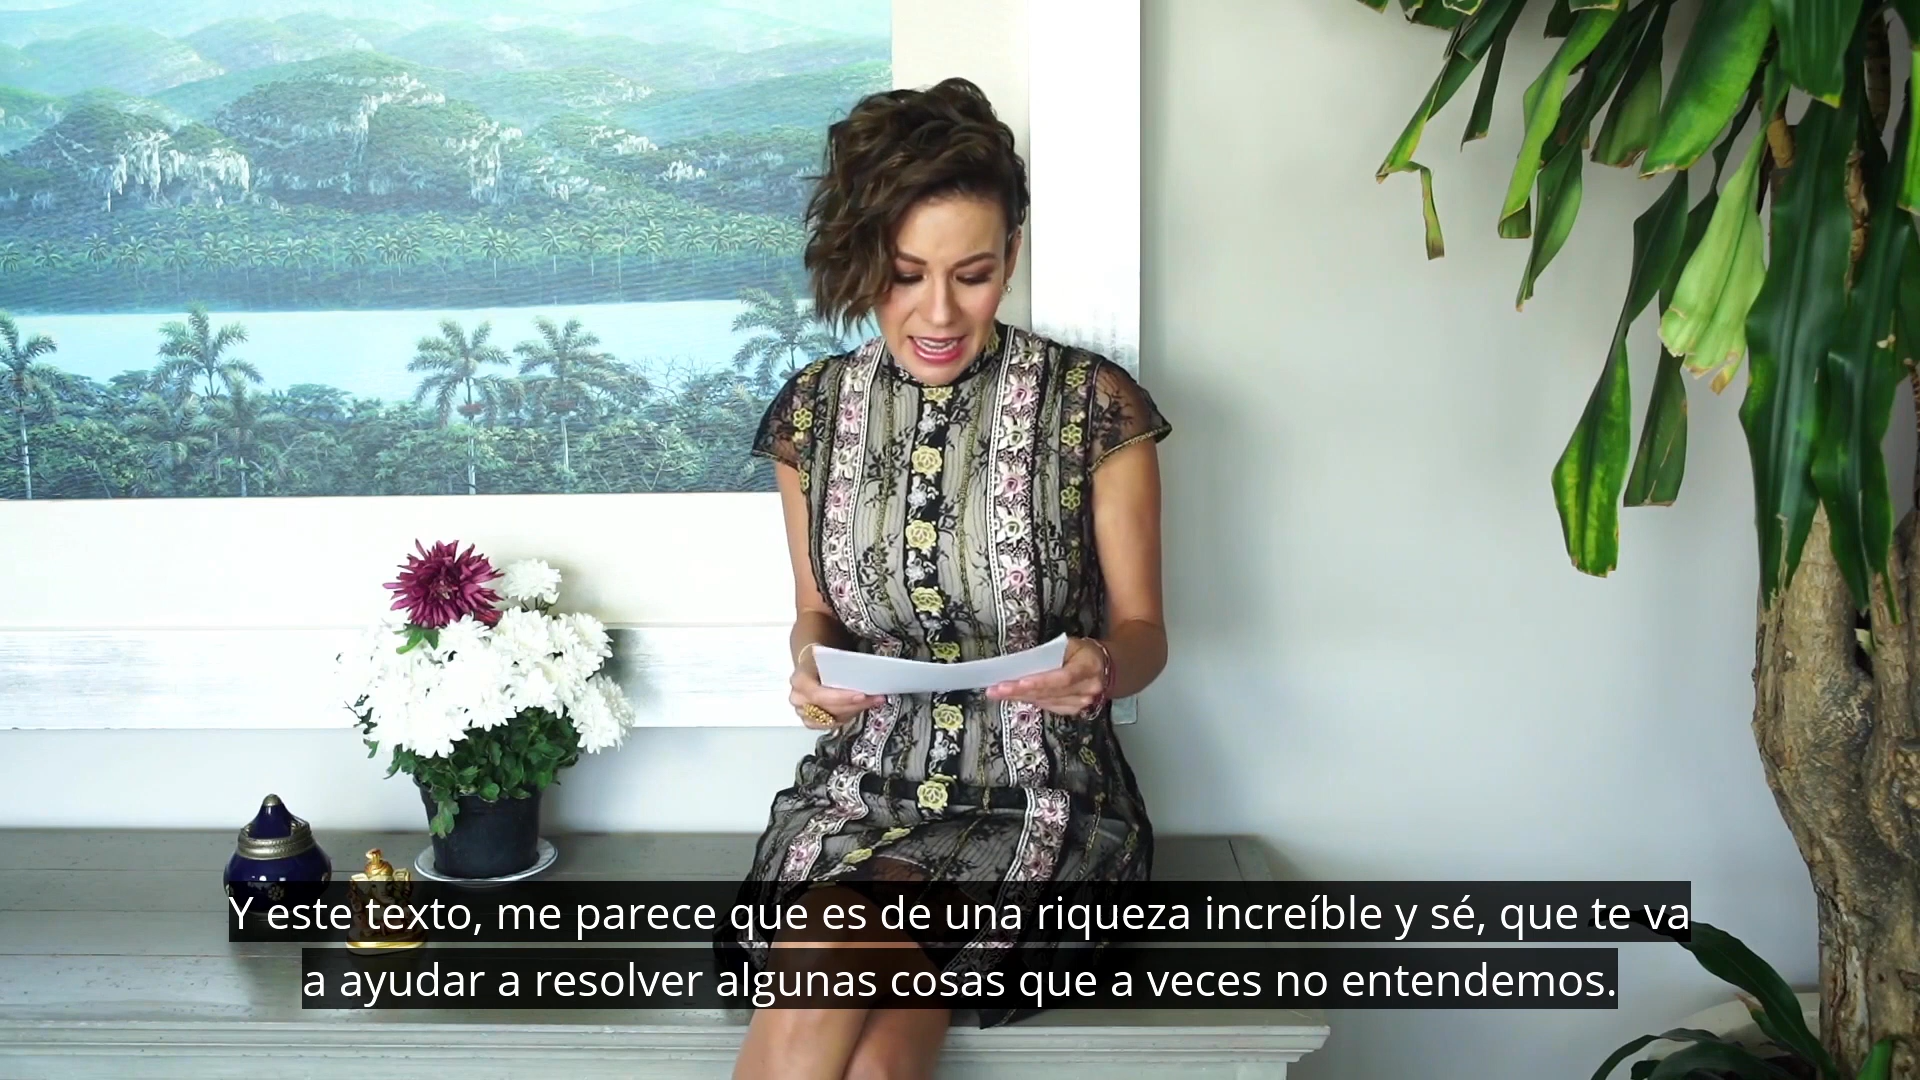 Y este texto, me parece que es de una riqueza increíble y sé, que te va
a ayudar a resolver algunas cosas que a veces no entendemos.